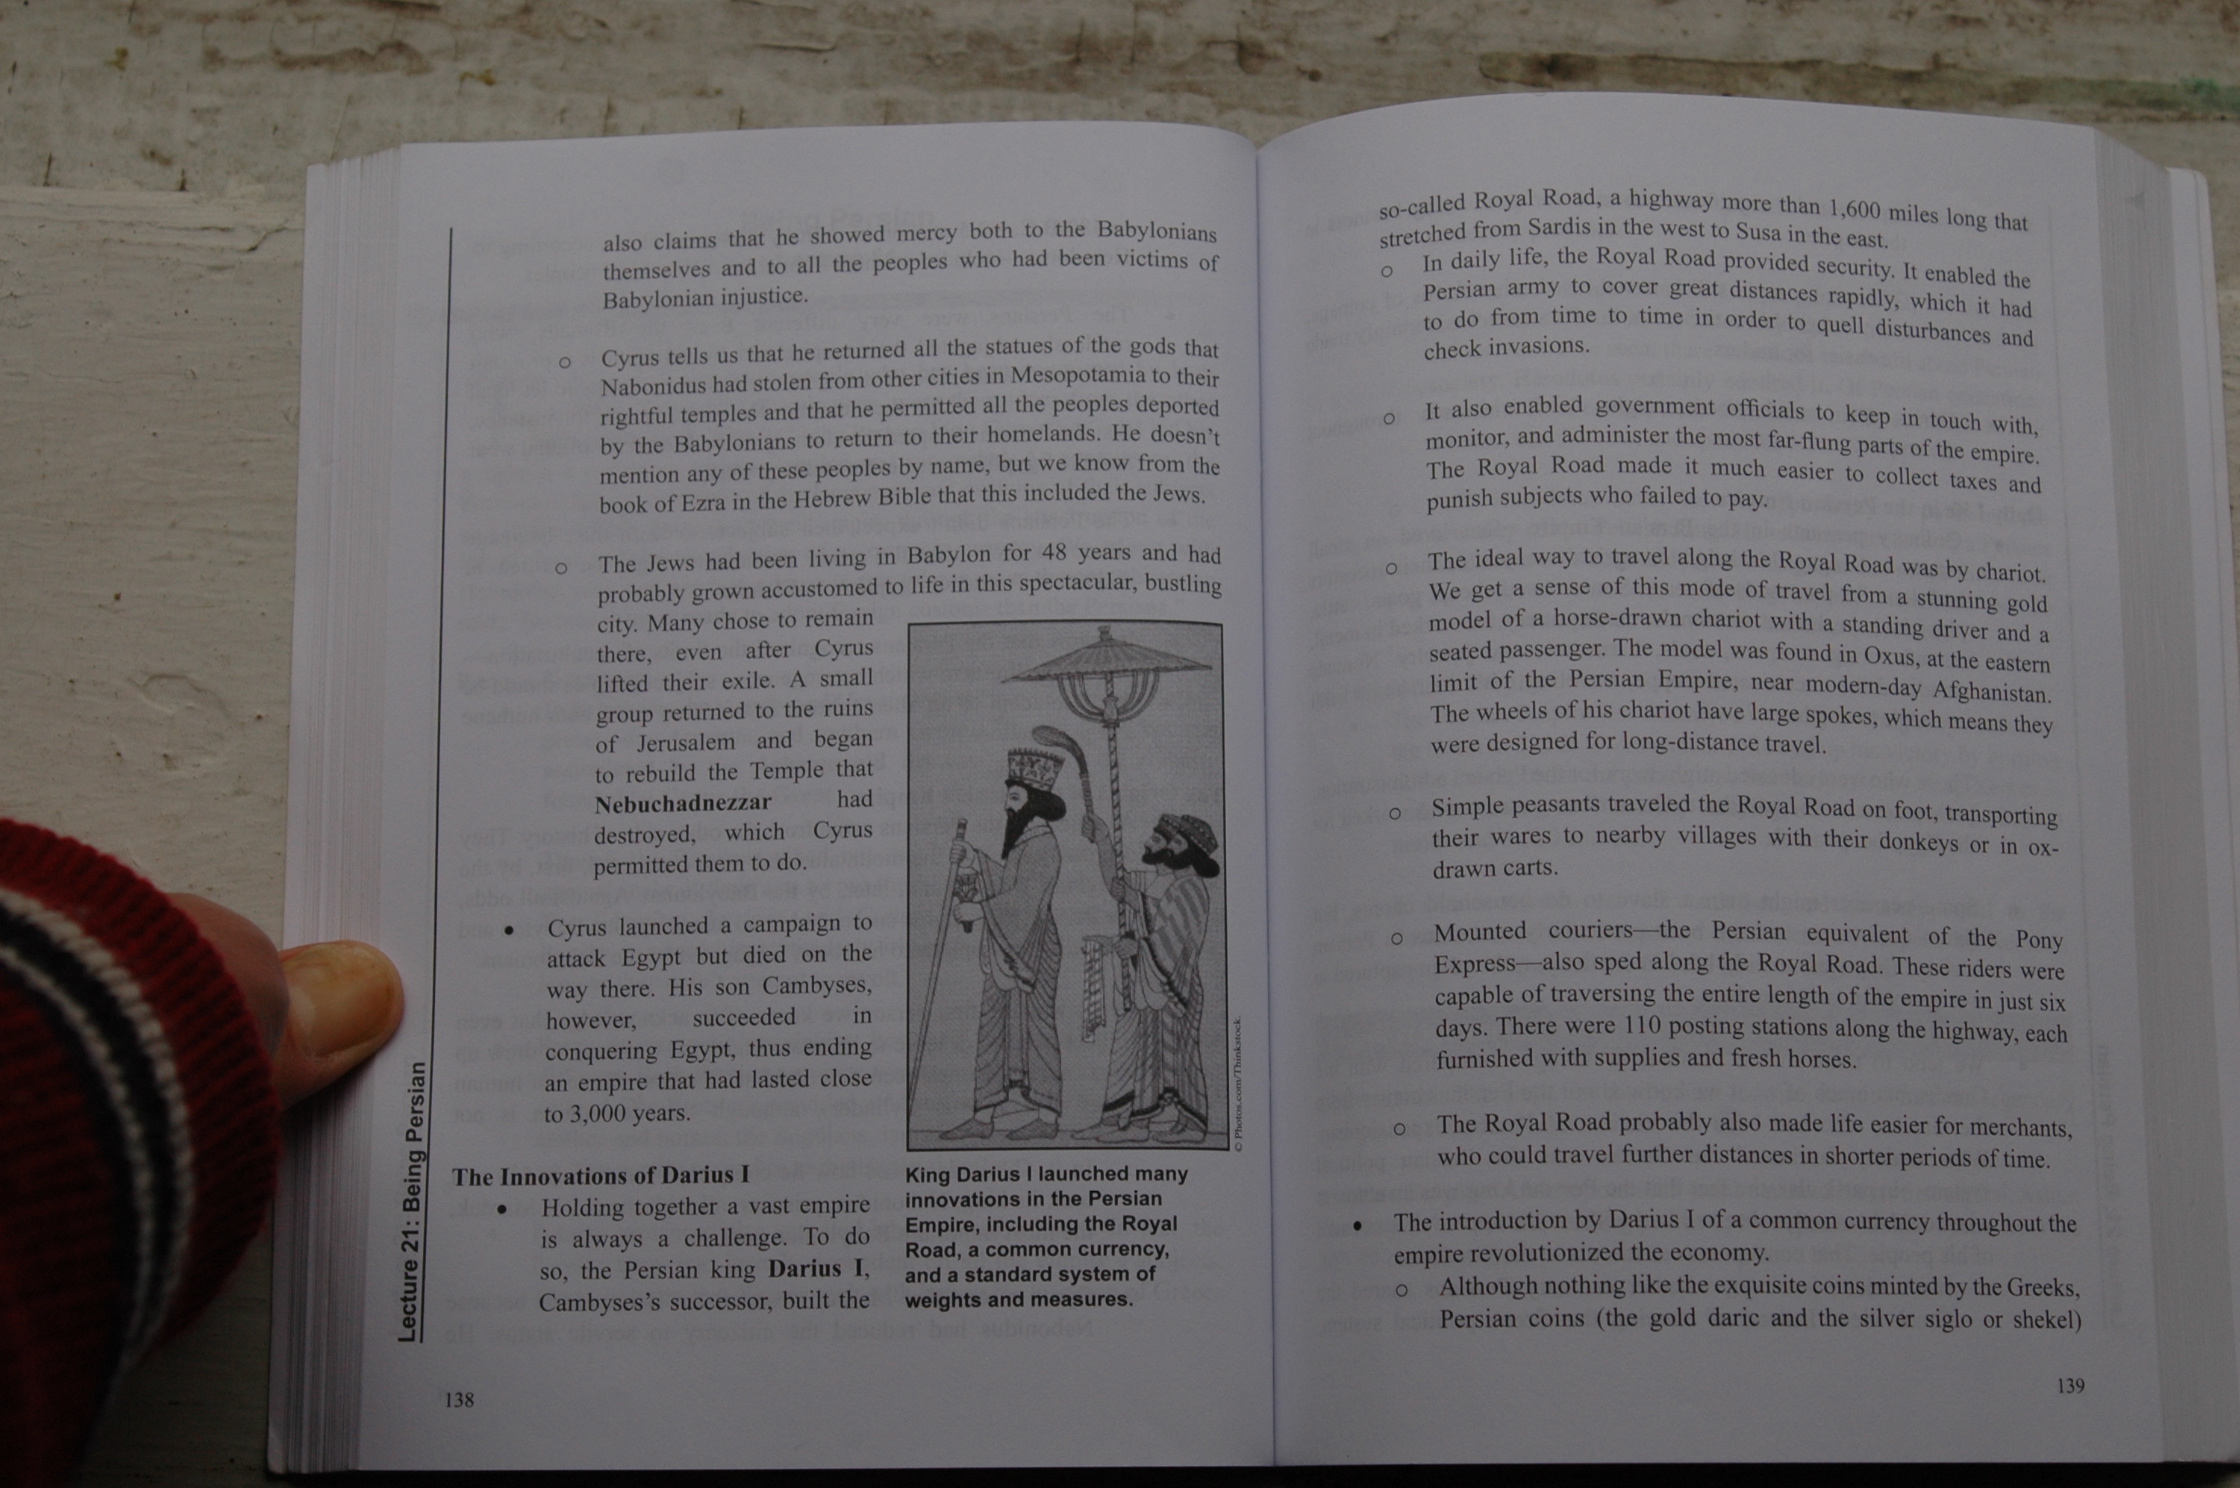 also claims that he showed mercy both to the Babylonians
themselves and to all the peoples who had been victims of
Babylonian injustice.
o Cyrus tells us that he returned all the statues of the gods that
Nabonidus had stolen from other cities in Mesopotamia to their
rightful temples and that he permitted all the peoples deported
by the Babylonians to return to their homelands. He doesn't
mention any of these peoples by name, but we know from the
book of Ezra in the Hebrew Bible that this included the Jews.
o The Jews had been living in Babylon for 48 years and had
probably grown accustomed to life in this spectacular, bustling
city. Many chose to remain
there, even after Cyrus
lifted their exile. A small
group returned to the ruins
of Jerusalem and began
to rebuild the Temple that
Nebuchadnezzar had
destroyed, which Cyrus
permitted them to do.
• Cyrus launched a campaign to
attack Egypt but died on the
way there. His son Cambyses,
however, succeeded in
conquering Egypt, thus ending
an empire that had lasted close
to 3,000 years.
The Innovations of Darius I
• Holding together a vast empire
is always a challenge. To do
so, the Persian king Darius I,
Cambyses's successor, built the
© Photos.com/Thinkstock.
King Darius I launched many
innovations in the Persian
Empire, including the Royal
Road, a common currency,
and a standard system of
weights and measures.
Lecture 21: Being Persian
138
so-called Royal Road, a highway more than 1,600 miles long that
stretched from Sardis in the west to Susa in the east.
o In daily life, the Royal Road provided security. It enabled the
Persian army to cover great distances rapidly, which it had
to do from time to time in order to quell disturbances and
check invasions.
o It also enabled government officials to keep in touch with,
monitor, and administer the most far-flung parts of the empire.
The Royal Road made it much easier to collect taxes and
punish subjects who failed to pay.
o The ideal way to travel along the Royal Road was by chariot.
We get a sense of this mode of travel from a stunning gold
model of a horse-drawn chariot with a standing driver and a
seated passenger. The model was found in Oxus, at the eastern
limit of the Persian Empire, near modern-day Afghanistan.
The wheels of his chariot have large spokes, which means they
were designed for long-distance travel.
o Simple peasants traveled the Royal Road on foot, transporting
their wares to nearby villages with their donkeys or in ox-
drawn carts.
o Mounted couriers—the Persian equivalent of the Pony
Express—also sped along the Royal Road. These riders were
capable of traversing the entire length of the empire in just six
days. There were 110 posting stations along the highway, each
furnished with supplies and fresh horses.
o The Royal Road probably also made life easier for merchants,
who could travel further distances in shorter periods of time.
• The introduction by Darius I of a common currency throughout the
empire revolutionized the economy.
o Although nothing like the exquisite coins minted by the Greeks,
Persian coins (the gold daric and the silver siglo or shekel)
139